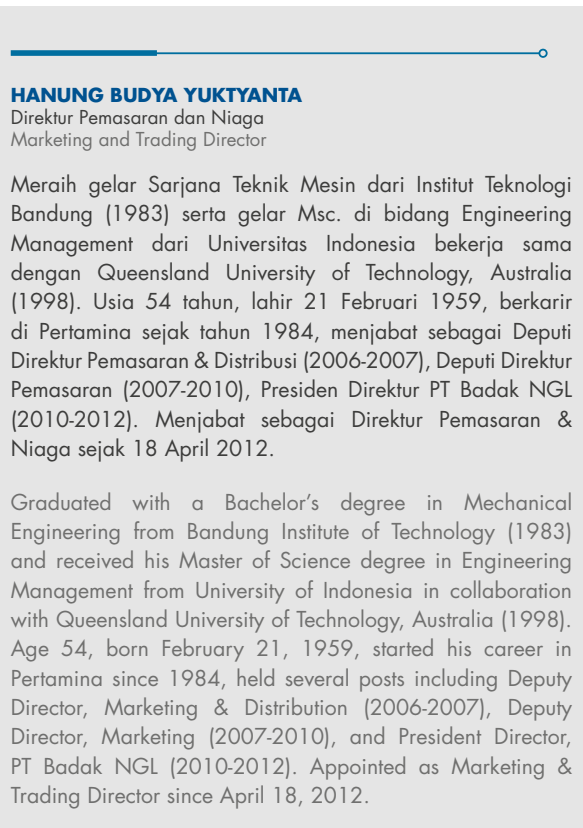 HANUNG BUDYA YUKTYANTA
Direktur Pemasaran dan Niaga
Marketing and Trading Director
Meraih gelar Sarjana Teknik Mesin dari Institut Teknologi
Bandung (1983) serta gelar Msc. di bidang Engineering
Management dari Universitas Indonesia bekerja sama
dengan Queensland University of Technology, Australia
(1998). Usia 54 tahun, lahir 21 Februari 1959, berkarir
di Pertamina sejak tahun 1984, menjabat sebagai Deputi
Direktur Pemasaran & Distribusi (2006-2007), Deputi Direktur
Pemasaran (2007-2010), Presiden Direktur PT Badak NGL
(2010-2012). Menjabat sebagai Direktur Pemasaran &
Niaga sejak 18 April 2012.
Graduated with a Bachelor’s degree in Mechanical
Engineering from Bandung Institute of Technology (1983)
and received his Master of Science degree in Engineering
Management from University of Indonesia in collaboration
with Queensland University of Technology, Australia (1998).
Age 54, born February 21, 1959, started his career in
Pertamina since 1984, held several posts including Deputy
Director, Marketing & Distribution (2006-2007), Deputy
Director, Marketing (2007-2010), and President Director,
PT Badak NGL (2010-2012). Appointed as Marketing &
Trading Director since April 18, 2012.